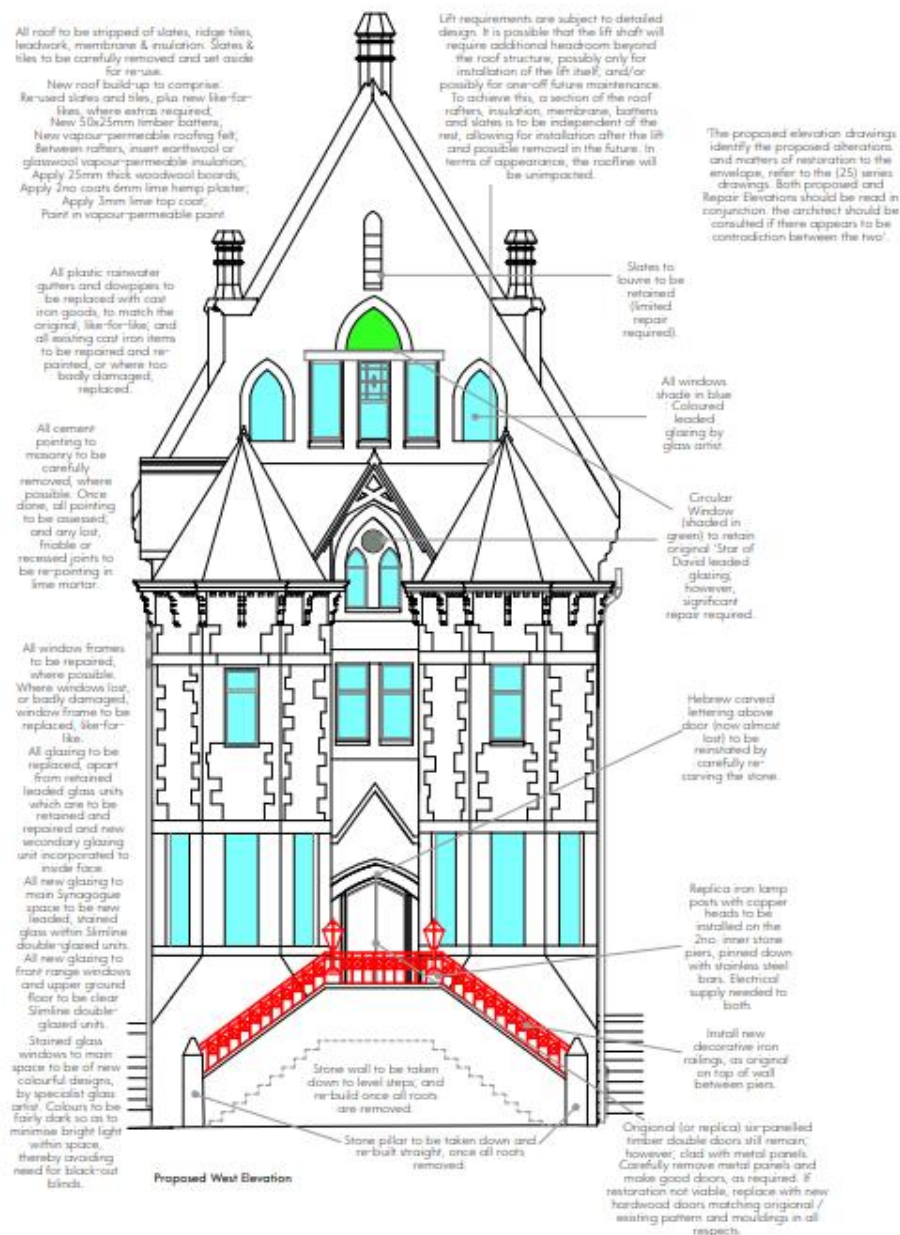 All roof to be stripped of slates, ridge tiles,
leadwork, membrane & insulation. Slates &
tiles to be carefully removed and set aside
for re-use.
New roof build-up to comprise:
Re-used slates and tiles, plus new like-for-
likes, where extras required;
New 50x25mm timber battens;
New vapour-permeable roofing felt;
Between rafters, insert earthwool or
glasswool vapour-permeable insulation;
Apply 25mm thick woodwool boards;
Apply 2no coats 6mm lime hemp plaster;
Apply 3mm lime top coat;
Paint in vapour-permeable paint.
Lift requirements are subject to detailed
design. It is possible that the lift shaft will
require additional headroom beyond
the roof structure, possibly only for
installation of the lift itself, and/or
possibly for one-off future maintenance.
To achieve this, a section of the roof
rafters, insulation, membrane, battens
and slates is to be independent of the
rest, allowing for installation after the lift
and possible removal in the future. In
terms of appearance, the roofline will
be unimpacted.
'The proposed elevation drawings
identify the proposed alterations
and matters of restoration to the
envelope, refer to the (25) series
drawings. Both proposed and
Repair Elevations should be read in
conjunction. the architect should be
consulted if there appears to be
contradiction between the two'.
All plastic rainwater
gutters and dowpipes to
be replaced with cast
iron goods, to match the
original, like-for-like, and
all existing cast iron items
to be repaired and re-
painted, or where too
badly damaged,
replaced.
Slates to
louvre to be
retained
(limited
repair
required).
All windows
shade in blue
: Coloured
leaded
glazing by
glass artist.
All cement
pointing to
masonry to be
carefully
removed, where
possible. Once
done, all pointing
to be assessed,
and any lost,
friable or
recessed joints to
be re-pointing in
lime mortar.
Circular
Window
(shaded in
green) to retain
original 'Star of
David leaded
glazing,
however,
significant
repair required.
All window frames
to be repaired,
where possible.
Where windows lost,
or badly damaged,
window frame to be
replaced, like-for-
like.
All glazing to be
replaced, apart
from retained
leaded glass units
which are to be
retained and
repaired and new
secondary glazing
unit incorporated to
inside face.
All new glazing to
main Synagogue
space to be new
leaded, stained
glass within Slimline
double-glazed units.
All new glazing to
front range windows
and upper ground
floor to be clear
Slimline double-
glazed units.
Stained glass
windows to main
space to be of new
colourful designs,
by specialist glass
artist. Colours to be
fairly dark so as to
minimise bright light
within space,
thereby avoiding
need for black-out
blinds.
Hebrew carved
lettering above
door (now almost
lost) to be
reinstated by
carefully re-
carving the stone.
Replica iron lamp
posts with copper
heads to be
installed on the
2no. inner stone
piers, pinned down
with stainless steel
bars. Electrical
supply needed to
both.
Install new
decorative iron
railings, as original
on top of wall
between piers.
Stone wall to be taken
down to level steps, and
re-build once all roots
are removed.
Stone pillar to be taken down and
re-built straight, once all roots
removed.
Origional (or replica) six-panelled
timber double doors still remain;
however, clad with metal panels.
Carefully remove metal panels and
make good doors, as required. If
restoration not viable, replace with new
hardwood doors matching origional /
existing pattern and mouldings in all
respects.
Proposed West Elevation